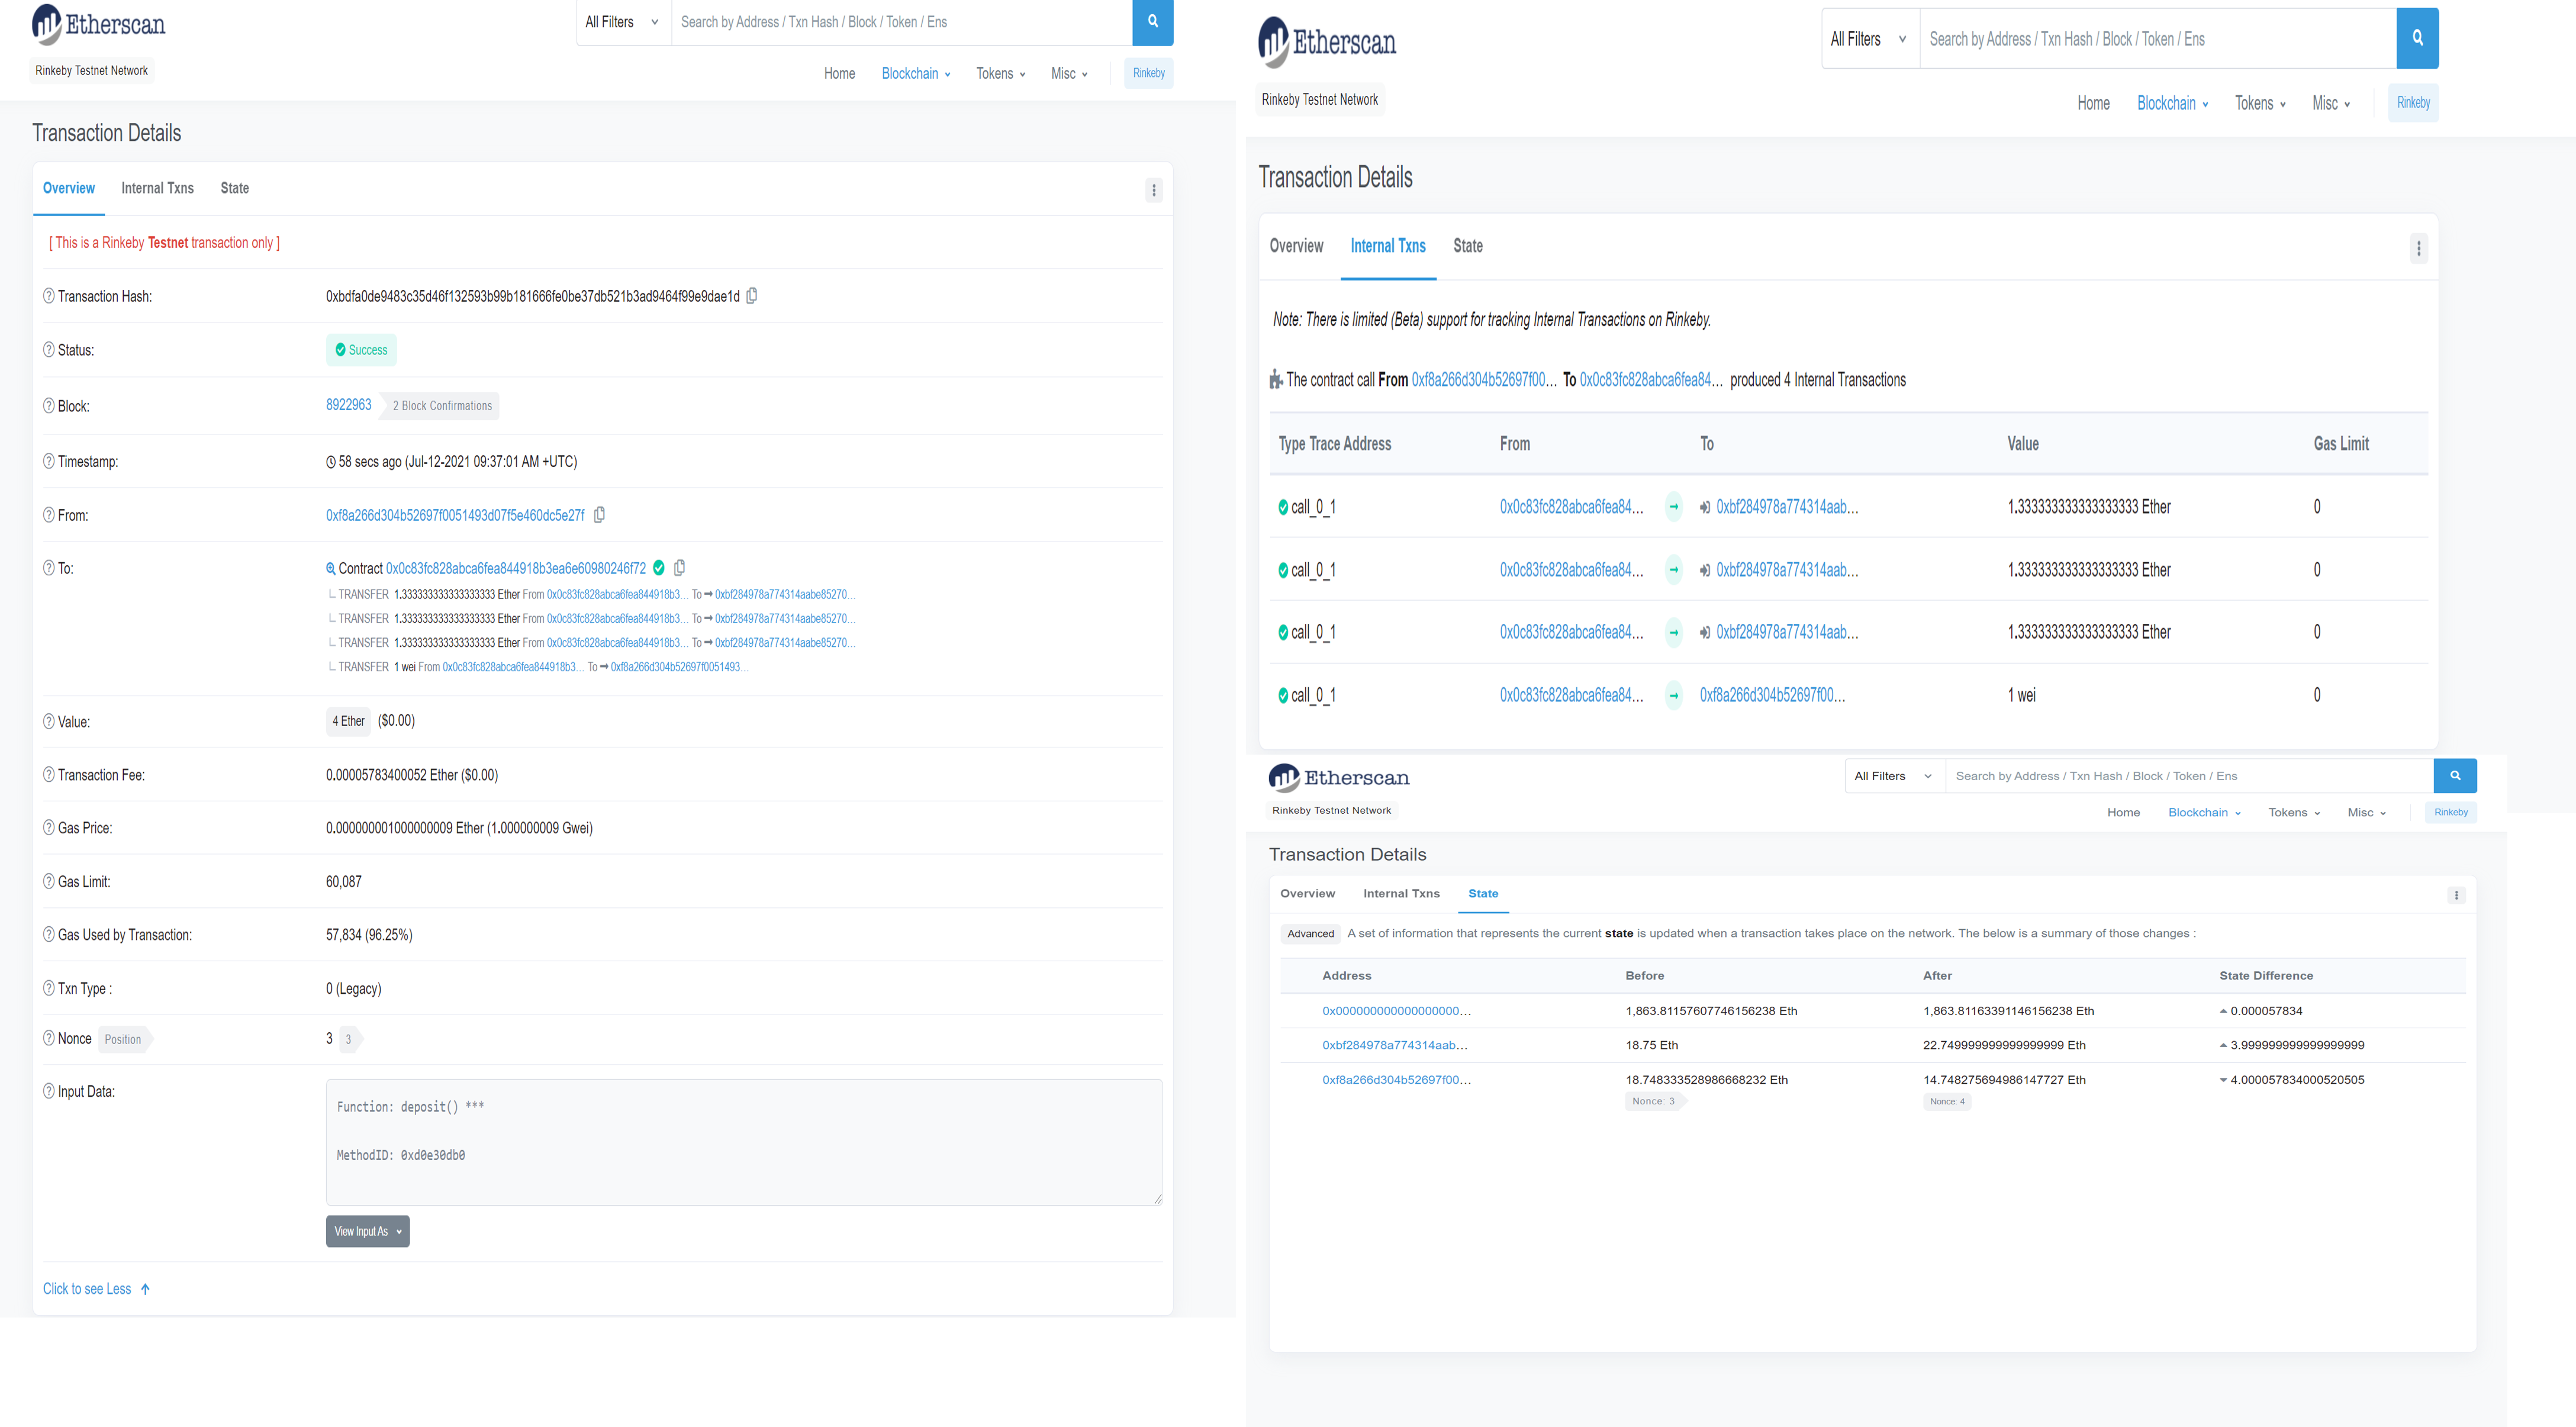 Etherscan
All Filters
Search by Address / Txn Hash / Block / Token / Ens
Rinkeby Testnet Network
Home Blockchain Tokens Misc Rinkeby
Transaction Details
Overview Internal Txns State
[ This is a Rinkeby Testnet transaction only ]
Transaction Hash: 0xbdfa0de9483c35d46f132593b99b181666fe0be37db521b3ad9464f99e9dae1d
Status: Success
Block: 8922963 2 Block Confirmations
Timestamp: 58 secs ago (Jul-12-2021 09:37:01 AM +UTC)
From: 0xf8a266d304b52697f0051493d07f5e460dc5e27f
To: Contract 0x0c83fc828abca6fea844918b3ea6e60980246f72
TRANSFER 1.333333333333333333 Ether From 0x0c83fc828abca6fea844918b3... To 0xbf284978a774314aabe85270...
TRANSFER 1.333333333333333333 Ether From 0x0c83fc828abca6fea844918b3... To 0xbf284978a774314aabe85270...
TRANSFER 1.333333333333333333 Ether From 0x0c83fc828abca6fea844918b3... To 0xbf284978a774314aabe85270...
TRANSFER 1 wei From 0x0c83fc828abca6fea844918b3... To 0xf8a266d304b52697f0051493...
Value: 4 Ether ($0.00)
Transaction Fee: 0.00005783400052 Ether ($0.00)
Gas Price: 0.000000001000000009 Ether (1.000000009 Gwei)
Gas Limit: 60,087
Gas Used by Transaction: 57,834 (96.25%)
Txn Type : 0 (Legacy)
Nonce Position 3 3
Input Data:
Function: deposit() ***
MethodID: 0xd0e30db0
View Input As
Click to see Less
Etherscan
All Filters
Search by Address / Txn Hash / Block / Token / Ens
Rinkeby Testnet Network
Home Blockchain Tokens Misc Rinkeby
Transaction Details
Overview Internal Txns State
Note: There is limited (Beta) support for tracking Internal Transactions on Rinkeby.
The contract call From 0xf8a266d304b52697f00... To 0x0c83fc828abca6fea84... produced 4 Internal Transactions
Type Trace Address From To Value Gas Limit
call_0_1 0x0c83fc828abca6fea84... 0xbf284978a774314aab... 1.333333333333333333 Ether 0
call_0_1 0x0c83fc828abca6fea84... 0xbf284978a774314aab... 1.333333333333333333 Ether 0
call_0_1 0x0c83fc828abca6fea84... 0xbf284978a774314aab... 1.333333333333333333 Ether 0
call_0_1 0x0c83fc828abca6fea84... 0xf8a266d304b52697f00... 1 wei 0
Etherscan
All Filters
Search by Address / Txn Hash / Block / Token / Ens
Rinkeby Testnet Network
Home Blockchain Tokens Misc Rinkeby
Transaction Details
Overview Internal Txns State
Advanced A set of information that represents the current state is updated when a transaction takes place on the network. The below is a summary of those changes :
Address Before After State Difference
0x000000000000000000... 1,863.81157607746156238 Eth 1,863.81163391146156238 Eth 0.000057834
0xbf284978a774314aab... 18.75 Eth 22.749999999999999999 Eth 3.999999999999999999
0xf8a266d304b52697f00... 18.748333528986668232 Eth 14.748275694986147727 Eth 4.000057834000520505
Nonce: 3 Nonce: 4